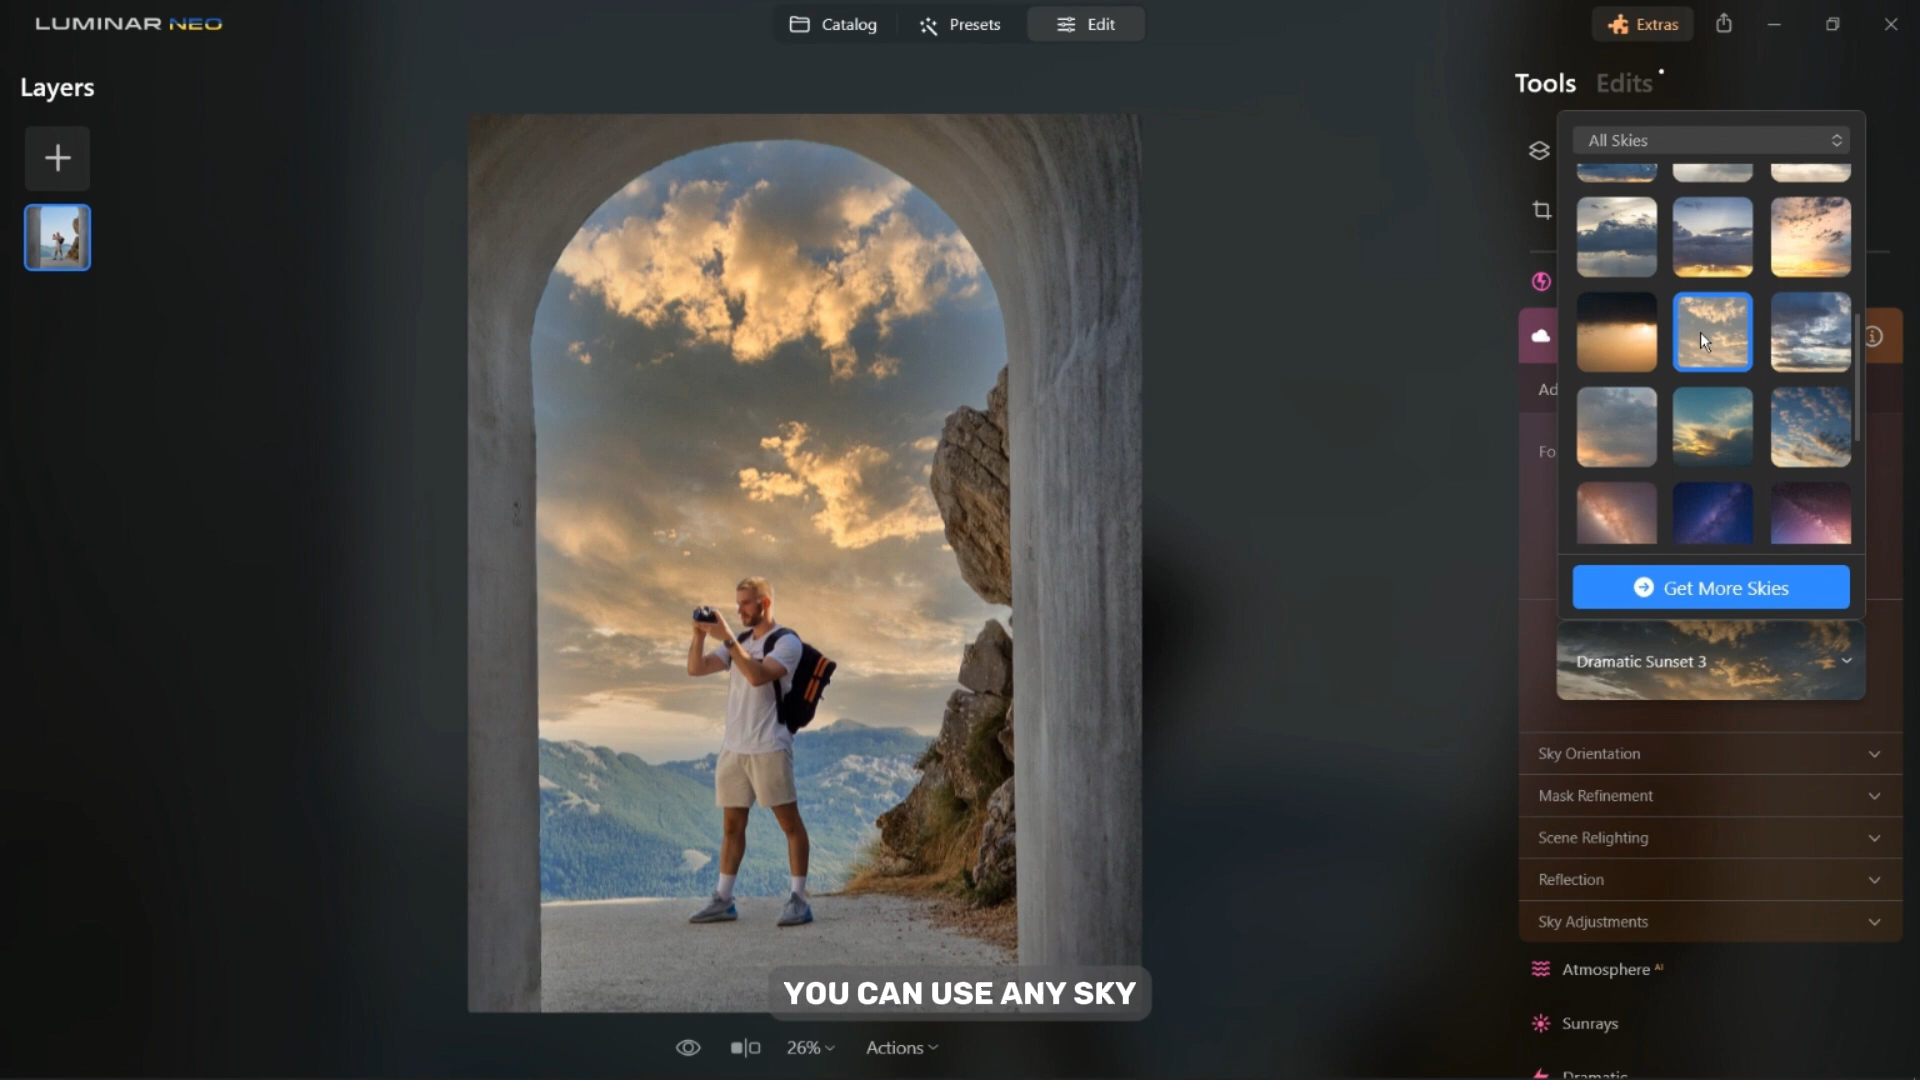 LUMINAR NEO
Catalog
Presets
Edit
Extras
Layers
Tools
Edits
All Skies
Ad
Fo
Get More Skies
Dramatic Sunset 3
Sky Orientation
Mask Refinement
Scene Relighting
Reflection
Sky Adjustments
Atmosphere AI
Sunrays
Dramatic
YOU CAN USE ANY SKY
26%
Actions